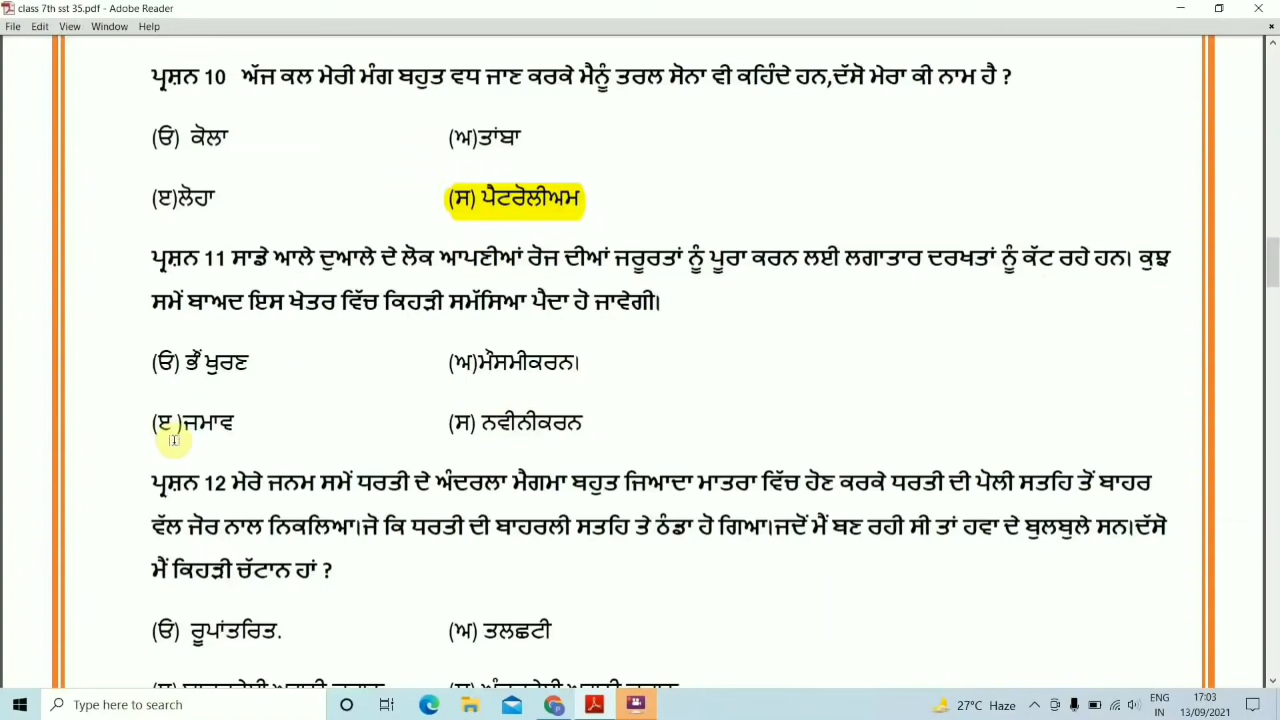 class 7th sst 35.pdf - Adobe Reader
File Edit View Window Help
ਪ੍ਰਸ਼ਨ 10 ਅੱਜ ਕਲ ਮੇਰੀ ਮੰਗ ਬਹੁਤ ਵਧ ਜਾਣ ਕਰਕੇ ਮੈਨੂੰ ਤਰਲ ਸੋਨਾ ਵੀ ਕਹਿੰਦੇ ਹਨ,ਦੱਸੋ ਮੇਰਾ ਕੀ ਨਾਮ ਹੈ ?
(ੳ) ਕੋਲਾ (ਅ)ਤਾਂਬਾ
(ੲ)ਲੋਹਾ (ਸ) ਪੈਟਰੋਲੀਅਮ
ਪ੍ਰਸ਼ਨ 11 ਸਾਡੇ ਆਲੇ ਦੁਆਲੇ ਦੇ ਲੋਕ ਆਪਣੀਆਂ ਰੋਜ ਦੀਆਂ ਜਰੂਰਤਾਂ ਨੂੰ ਪੂਰਾ ਕਰਨ ਲਈ ਲਗਾਤਾਰ ਦਰਖਤਾਂ ਨੂੰ ਕੱਟ ਰਹੇ ਹਨ। ਕੁਝ
ਸਮੇਂ ਬਾਅਦ ਇਸ ਖੇਤਰ ਵਿੱਚ ਕਿਹੜੀ ਸਮੱਸਿਆ ਪੈਦਾ ਹੋ ਜਾਵੇਗੀ।
(ੳ) ਭੌਂ ਖੁਰਣ (ਅ)ਮੌਸਮੀਕਰਨ।
(ੲ )ਜਮਾਵ (ਸ) ਨਵੀਨੀਕਰਨ
ਪ੍ਰਸ਼ਨ 12 ਮੇਰੇ ਜਨਮ ਸਮੇਂ ਧਰਤੀ ਦੇ ਅੰਦਰਲਾ ਮੈਗਮਾ ਬਹੁਤ ਜਿਆਦਾ ਮਾਤਰਾ ਵਿੱਚ ਹੋਣ ਕਰਕੇ ਧਰਤੀ ਦੀ ਪੋਲੀ ਸਤਹਿ ਤੋਂ ਬਾਹਰ
ਵੱਲ ਜੋਰ ਨਾਲ ਨਿਕਲਿਆ।ਜੋ ਕਿ ਧਰਤੀ ਦੀ ਬਾਹਰਲੀ ਸਤਹਿ ਤੇ ਠੰਡਾ ਹੋ ਗਿਆ।ਜਦੋਂ ਮੈਂ ਬਣ ਰਹੀ ਸੀ ਤਾਂ ਹਵਾ ਦੇ ਬੁਲਬੁਲੇ ਸਨ।ਦੱਸੋ
ਮੈਂ ਕਿਹੜੀ ਚੱਟਾਨ ਹਾਂ ?
(ੳ) ਰੂਪਾਂਤਰਿਤ. (ਅ) ਤਲਛਟੀ
Type here to search 27°C Haze ENG 17:03
IN 13/09/2021